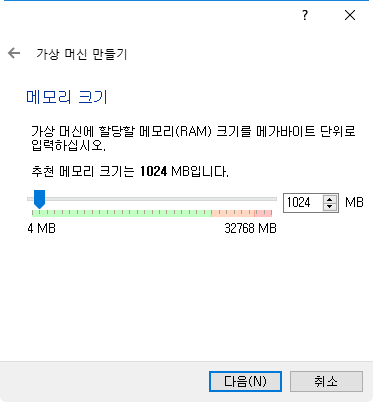 ?
가상 머신 만들기
메모리 크기
가상 머신에 할당할 메모리(RAM) 크기를 메가바이트 단위로
입력하십시오.
추천 메모리 크기는 1024 MB입니다.
1024 MB
4 MB 32768 MB
다음(N) 취소